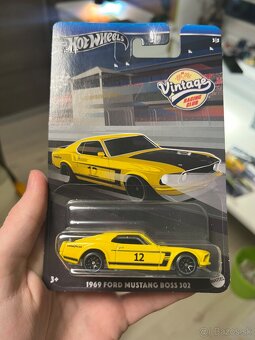 Hot Wheels
Vintage
RACING CLUB
12
12
3+
1969 FORD MUSTANG BOSS 302